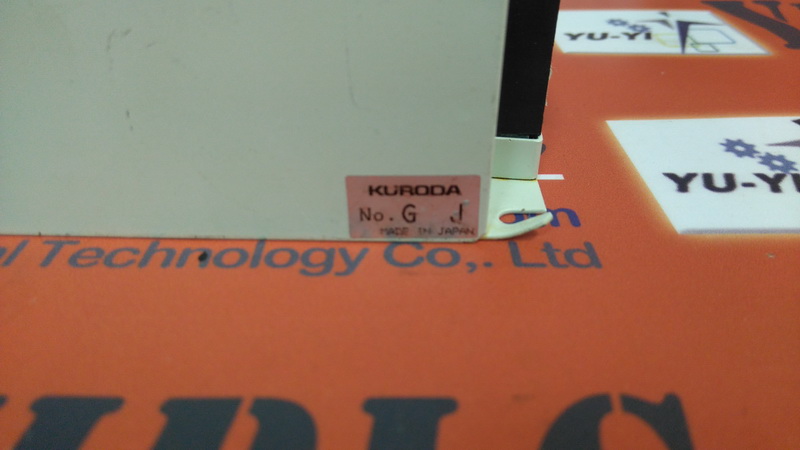 YU-YI
YU-YI
KURODA
No. G J
MADE IN JAPAN
Technology Co,. Ltd